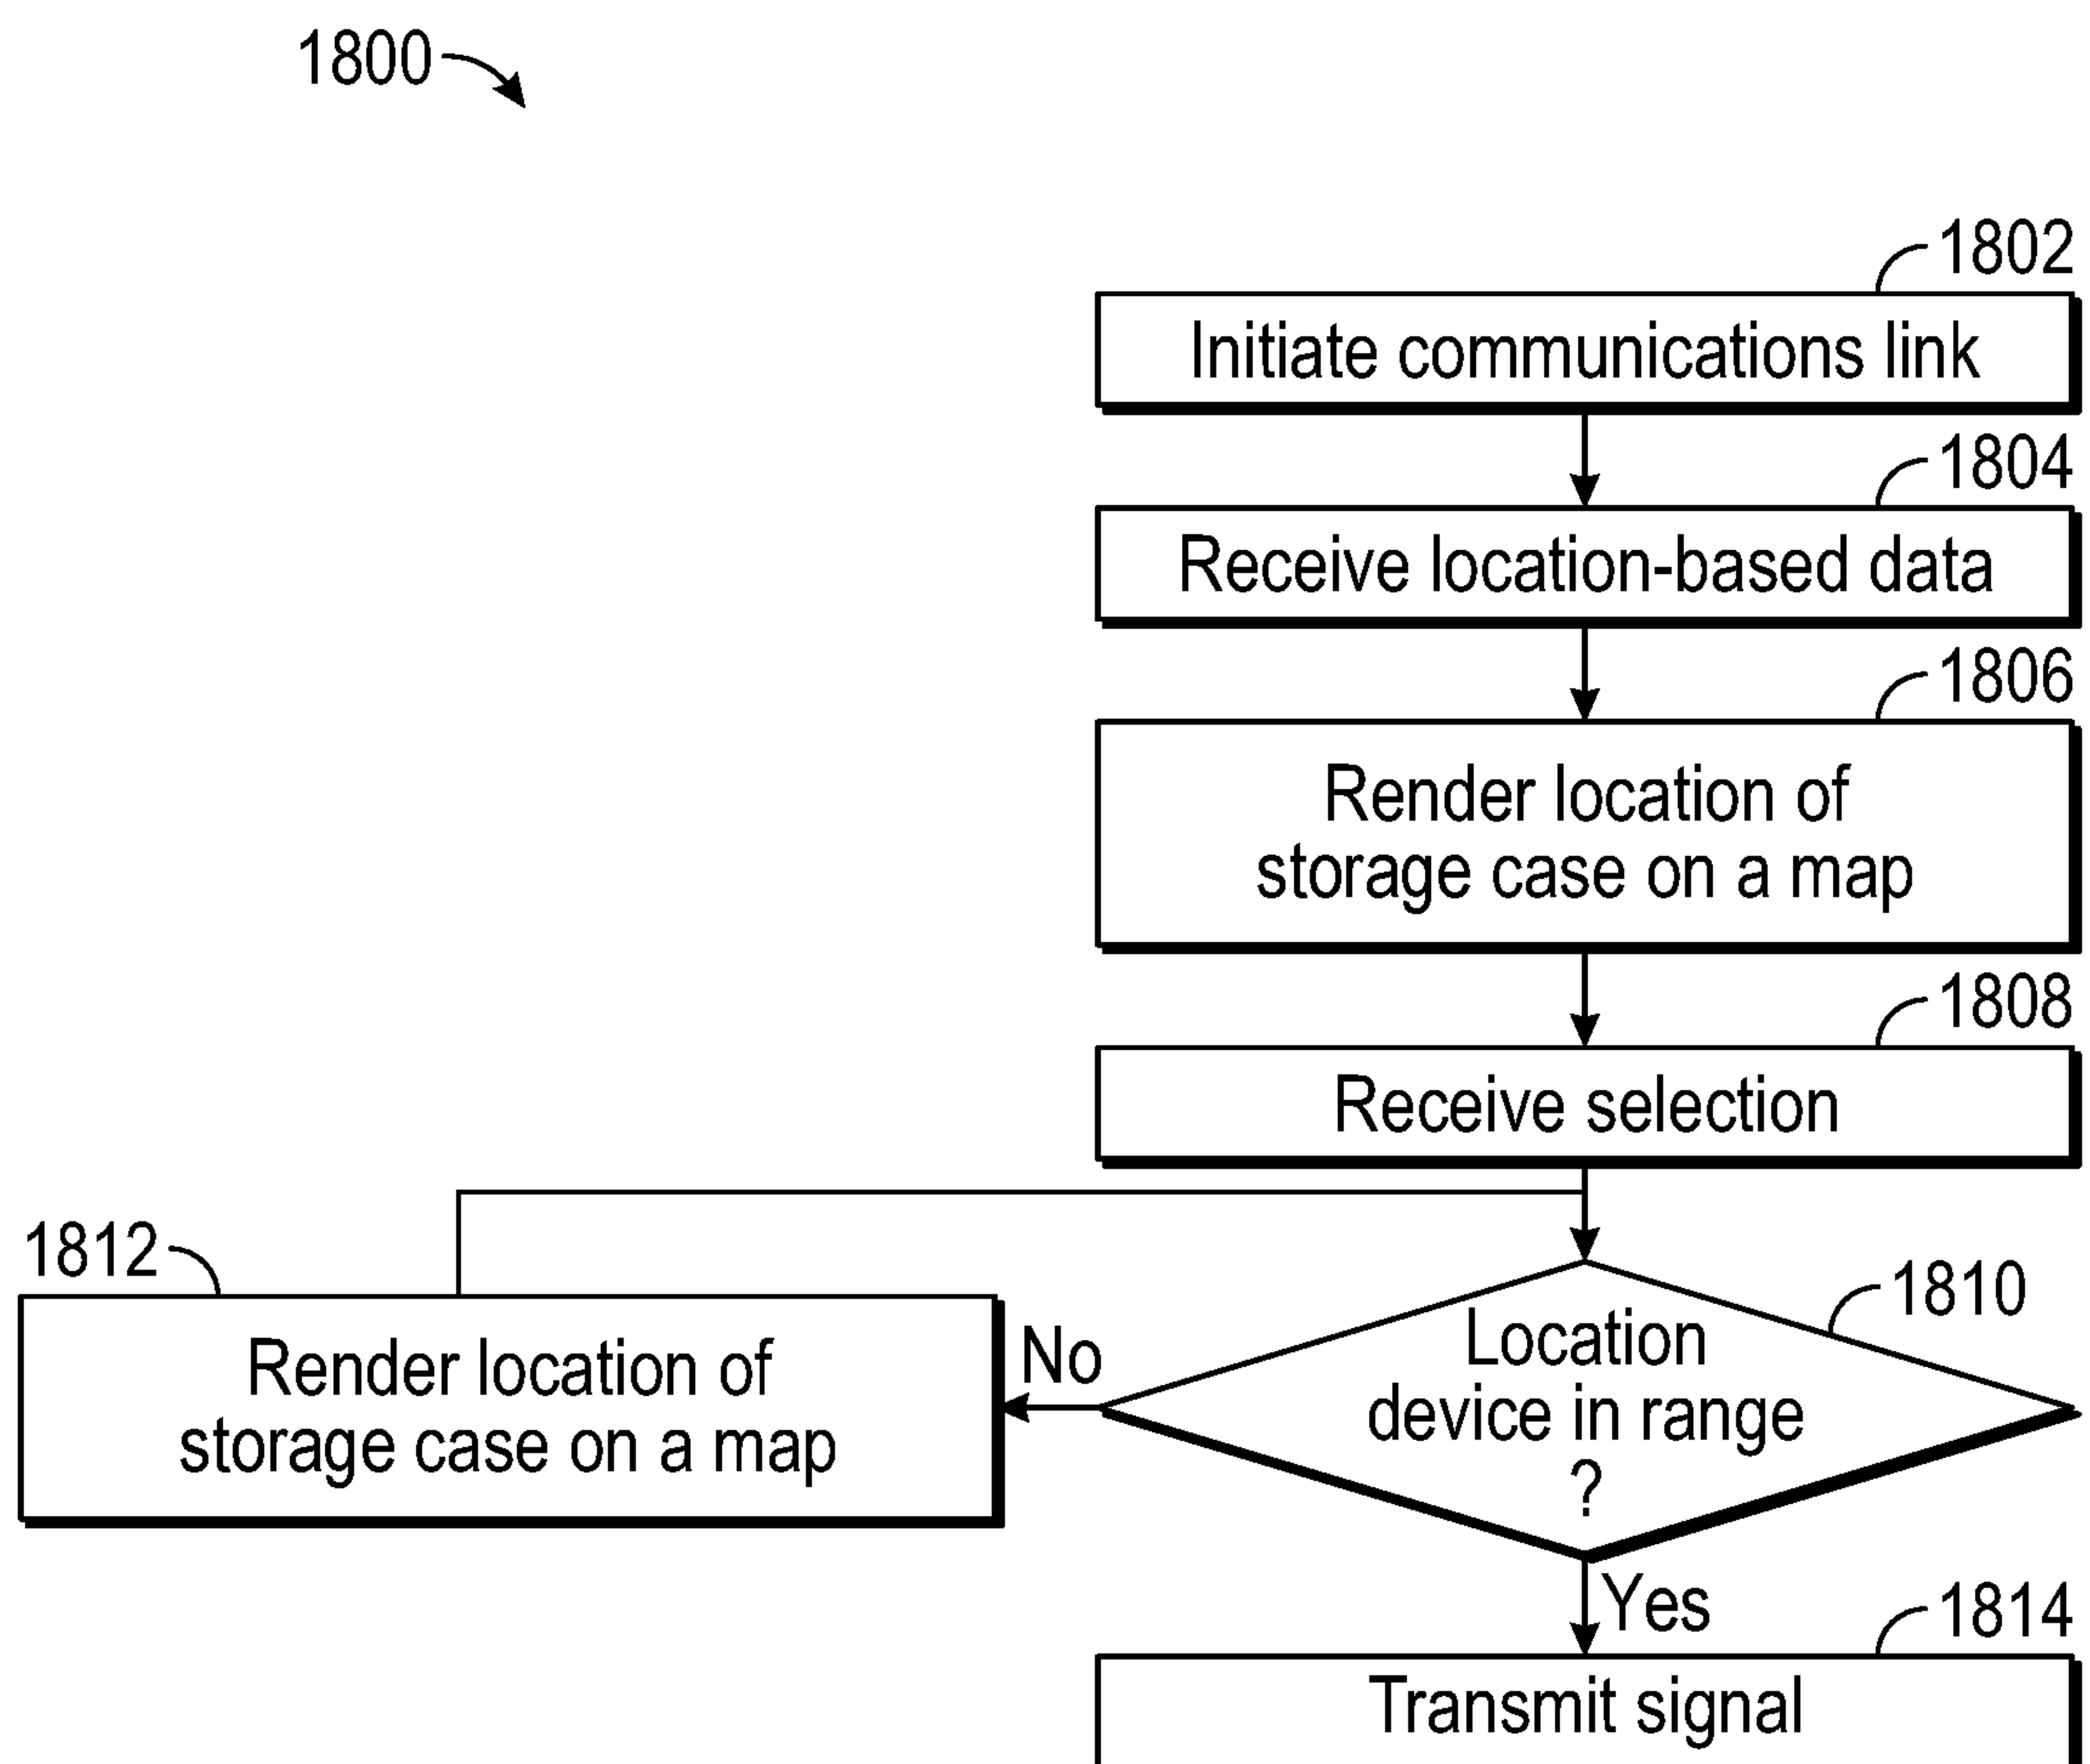 1800
1802
Initiate communications link
1804
Receive location-based data
1806
Render location of
storage case on a map
1808
Receive selection
1812
Render location of
storage case on a map
No
1810
Location
device in range
?
Yes
1814
Transmit signal